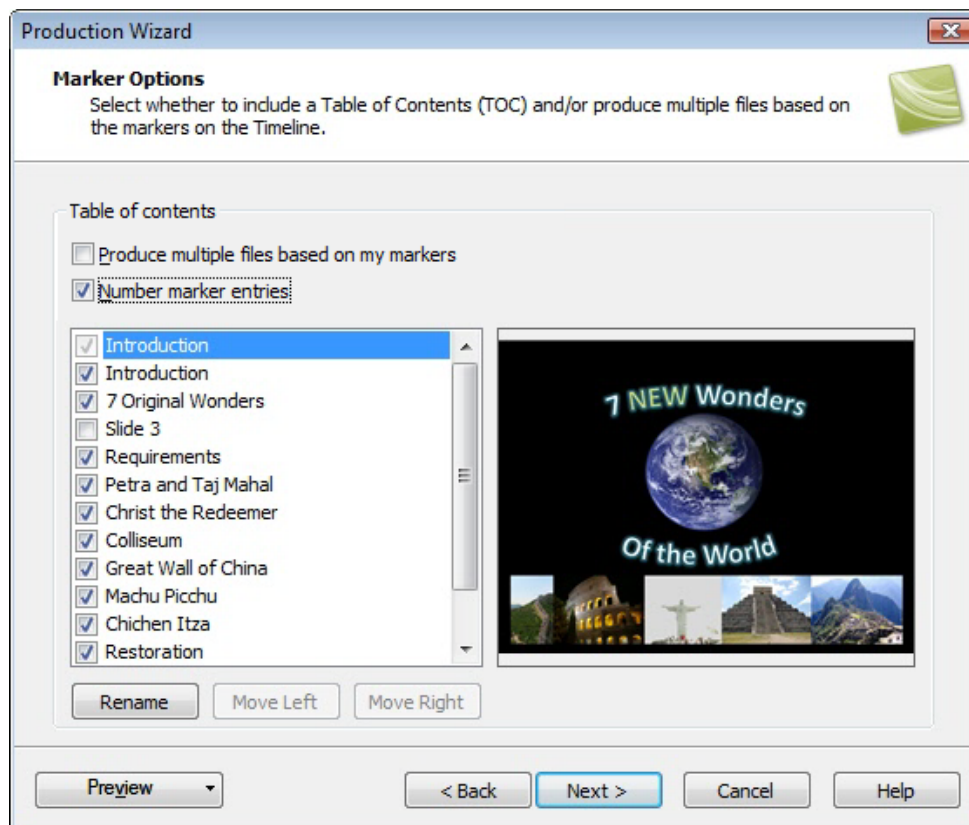 Production Wizard
Marker Options
Select whether to include a Table of Contents (TOC) and/or produce multiple files based on
the markers on the Timeline.
Table of contents
Produce multiple files based on my markers
Number marker entries
Introduction
Introduction
7 Original Wonders
Slide 3
Requirements
Petra and Taj Mahal
Christ the Redeemer
Colliseum
Great Wall of China
Machu Picchu
Chichen Itza
Restoration
7 NEW Wonders
Of the World
Rename
Move Left
Move Right
Preview
< Back
Next >
Cancel
Help